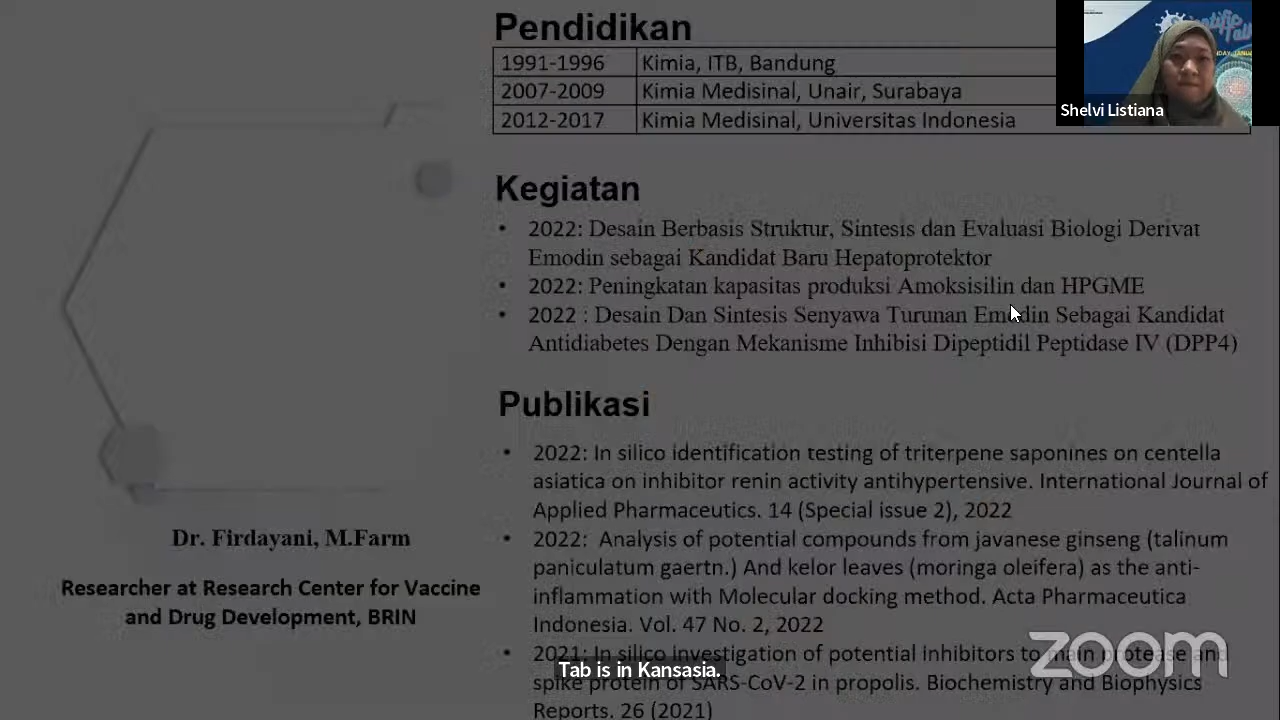 Pendidikan
1991-1996 Kimia, ITB, Bandung
2007-2009 Kimia Medisinal, Unair, Surabaya
2012-2017 Kimia Medisinal, Universitas Indonesia
Shelvi Listiana
Kegiatan
• 2022: Desain Berbasis Struktur, Sintesis dan Evaluasi Biologi Derivat
Emodin sebagai Kandidat Baru Hepatoprotektor
• 2022: Peningkatan kapasitas produksi Amoksisilin dan HPGME
• 2022 : Desain Dan Sintesis Senyawa Turunan Emodin Sebagai Kandidat
Antidiabetes Dengan Mekanisme Inhibisi Dipeptidil Peptidase IV (DPP4)
Publikasi
• 2022: In silico identification testing of triterpene saponines on centella
asiatica on inhibitor renin activity antihypertensive. International Journal of
Applied Pharmaceutics. 14 (Special issue 2), 2022
• 2022: Analysis of potential compounds from javanese ginseng (talinum
paniculatum gaertn.) And kelor leaves (moringa oleifera) as the anti-
inflammation with Molecular docking method. Acta Pharmaceutica
Indonesia. Vol. 47 No. 2, 2022
• 2021: In silico investigation of potential inhibitors to main protease and
spike protein of SARS-CoV-2 in propolis. Biochemistry and Biophysics
Reports. 26 (2021)
Dr. Firdayani, M.Farm
Researcher at Research Center for Vaccine
and Drug Development, BRIN
Tab is in Kansasia.
zoom